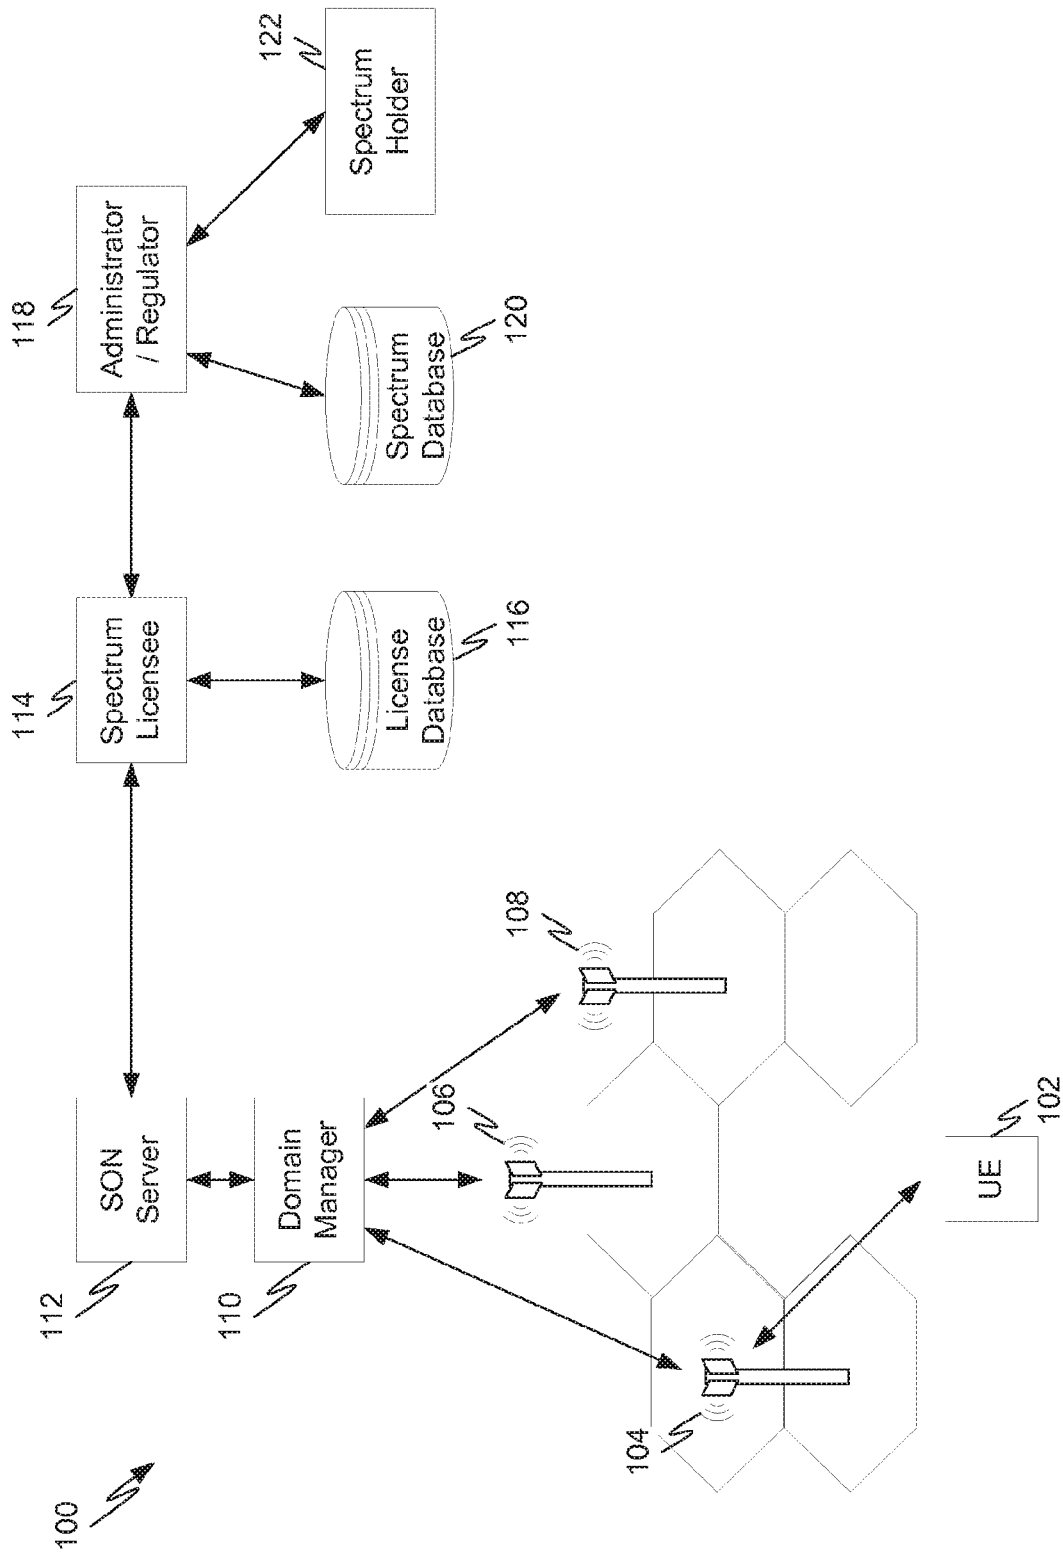 100
112
SON
Server
110
Domain
Manager
114
Spectrum
Licensee
License
Database
116
118
Administrator
/ Regulator
Spectrum
Database
120
122
Spectrum
Holder
104
106
108
UE
102